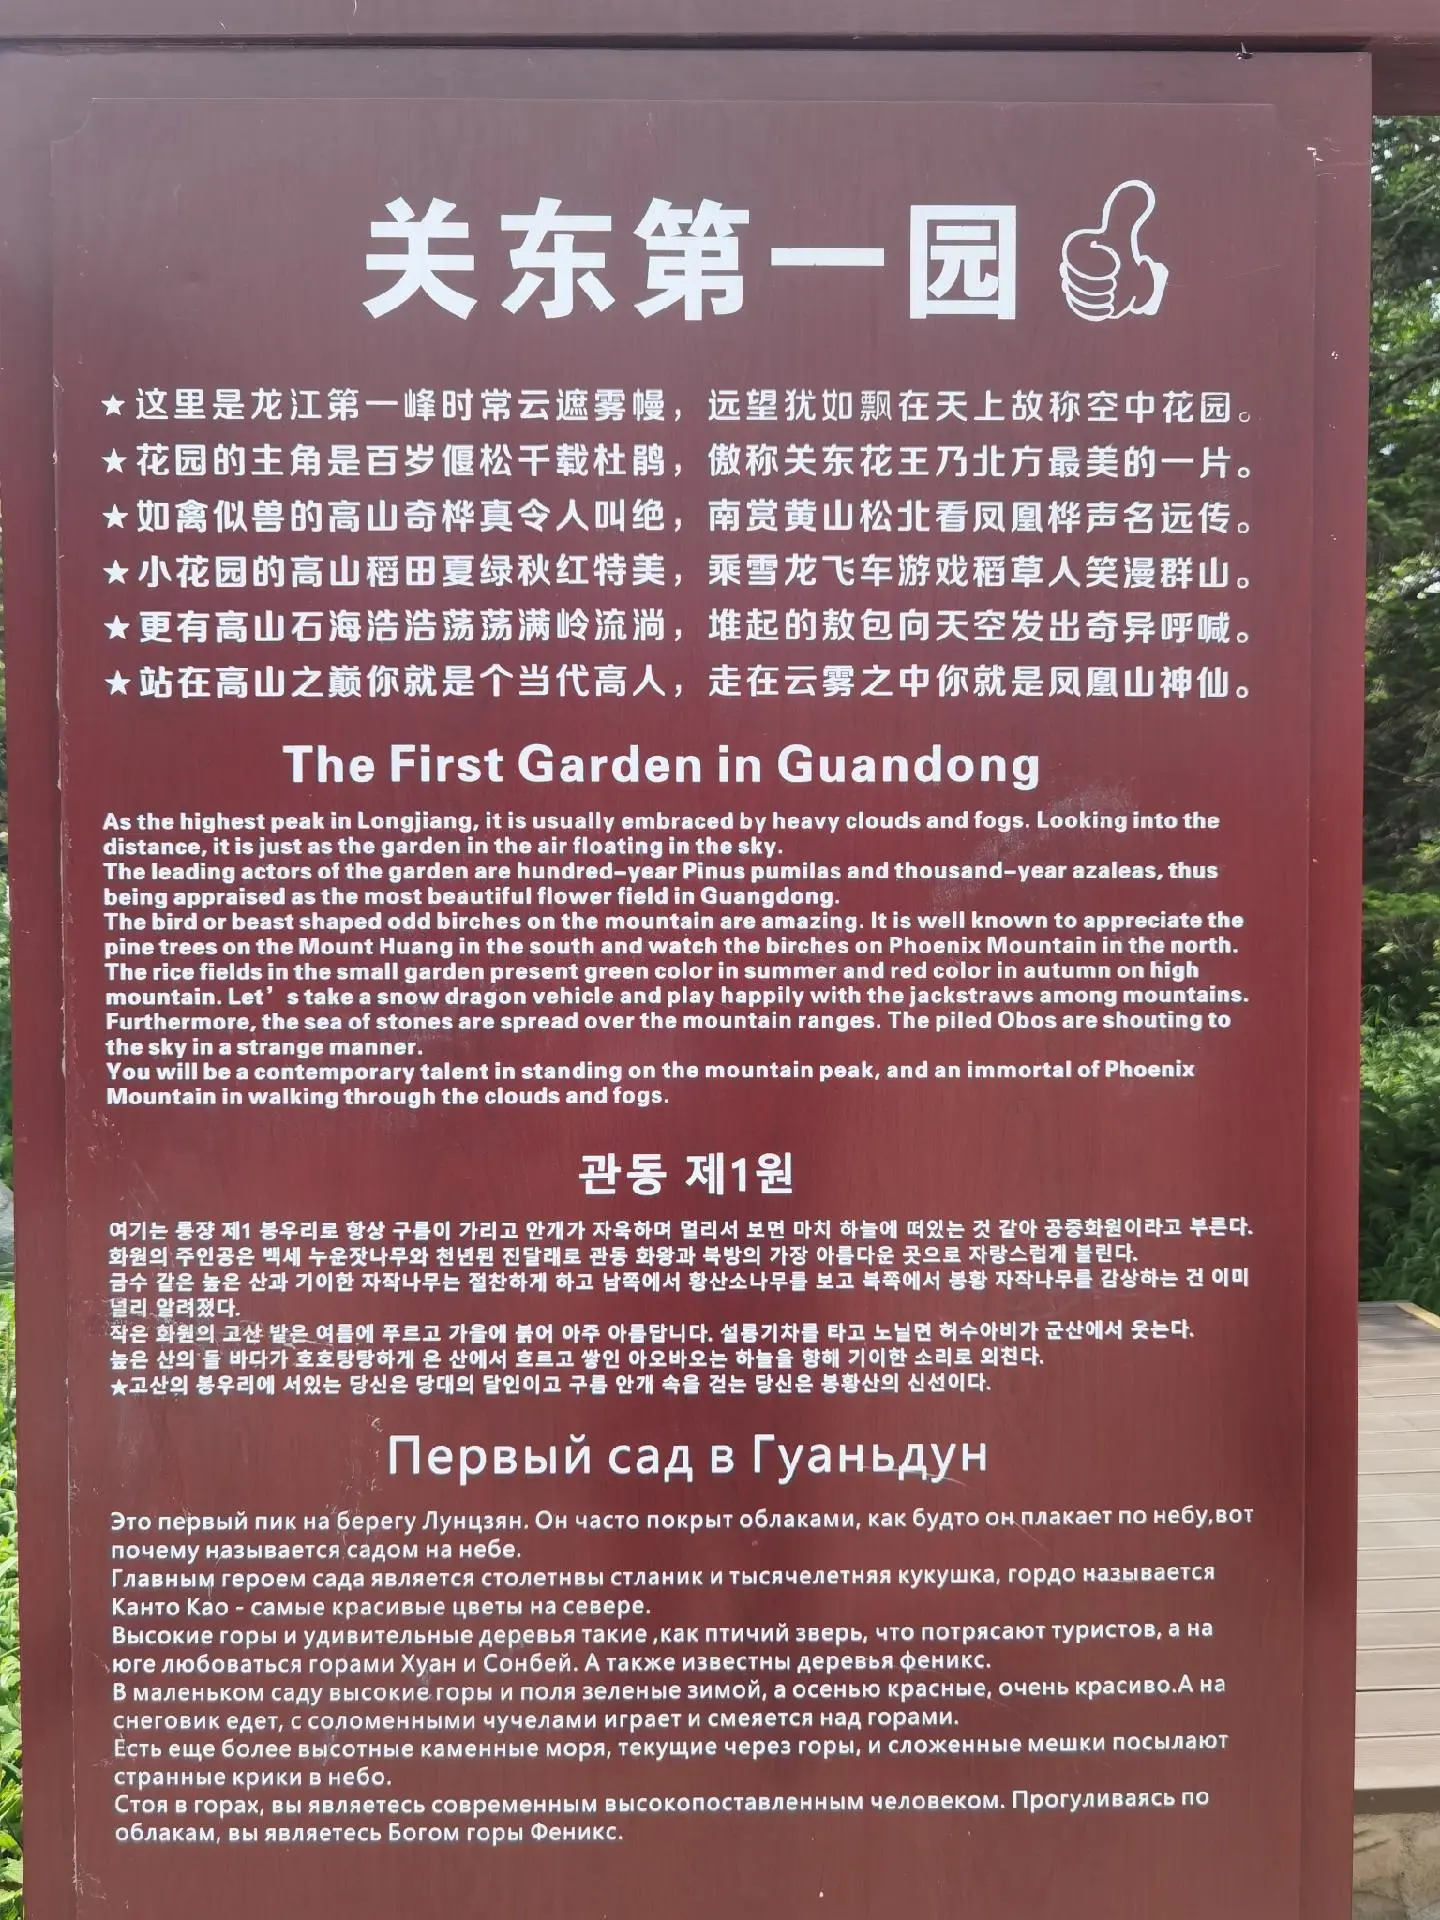 关东第一园
★这里是龙江第一峰时常云遮雾幔，远望犹如飘在天上故称空中花园。
★花园的主角是百岁偃松千载杜鹃，傲称关东花王乃北方最美的一片。
★如禽似兽的高山奇桦真令人叫绝，南赏黄山松北看凤凰桦声名远传。
★小花园的高山稻田夏绿秋红特美，乘雪龙飞车游戏稻草人笑漫群山。
★更有高山石海浩浩荡荡满岭流淌，堆起的敖包向天空发出奇异呼喊。
★站在高山之巅你就是个当代高人，走在云雾之中你就是凤凰山神仙。
The First Garden in Guandong
As the highest peak in Longjiang, it is usually embraced by heavy clouds and fogs. Looking into the
distance, it is just as the garden in the air floating in the sky.
The leading actors of the garden are hundred-year Pinus pumilas and thousand-year azaleas, thus
being appraised as the most beautiful flower field in Guangdong.
The bird or beast shaped odd birches on the mountain are amazing. It is well known to appreciate the
pine trees on the Mount Huang in the south and watch the birches on Phoenix Mountain in the north.
The rice fields in the small garden present green color in summer and red color in autumn on high
mountain. Let’s take a snow dragon vehicle and play happily with the jackstraws among mountains.
Furthermore, the sea of stones are spread over the mountain ranges. The piled Obos are shouting to
the sky in a strange manner.
You will be a contemporary talent in standing on the mountain peak, and an immortal of Phoenix
Mountain in walking through the clouds and fogs.
관동 제1원
여기는 룽쟝 제1 봉우리로 항상 구름이 가리고 안개가 자욱하며 멀리서 보면 마치 하늘에 떠있는 것 같아 공중화원이라고 부른다.
화원의 주인공은 백세 누운잣나무와 천년된 진달래로 관동 화왕과 북방의 가장 아름다운 곳으로 자랑스럽게 불린다.
금수 같은 높은 산과 기이한 자작나무는 절찬하게 하고 남쪽에서 황산소나무를 보고 북쪽에서 봉황 자작나무를 감상하는 건 이미
널리 알려졌다.
작은 화원의 고산 밭은 여름에 푸르고 가을에 붉어 아주 아름답니다. 설룡기차를 타고 노닐면 허수아비가 군산에서 웃는다.
높은 산의 돌 바다가 호호탕탕하게 온 산에서 흐르고 쌓인 아오바오는 하늘을 향해 기이한 소리로 외친다.
★고산의 봉우리에 서있는 당신은 당대의 달인이고 구름 안개 속을 걷는 당신은 봉황산의 신선이다.
Первый сад в Гуаньдун
Это первый пик на берегу Лунцзян. Он часто покрыт облаками, как будто он плакает по небу,вот
почему называется садом на небе.
Главным героем сада является столетнвы стланик и тысячелетняя кукушка, гордо называется
Канто Као - самые красивые цветы на севере.
Высокие горы и удивительные деревья такие ,как птичий зверь, что потрясают туристов, а на
юге любоваться горами Хуан и Сонбей. А также известны деревья феникс.
В маленьком саду высокие горы и поля зеленые зимой, а осенью красные, очень красиво.А на
снеговик едет, с соломенными чучелами играет и смеяется над горами.
Есть еще более высотные каменные моря, текущие через горы, и сложенные мешки посылают
странные крики в небо.
Стоя в горах, вы являетесь современным высокопоставленным человеком. Прогуливаясь по
облакам, вы являетесь Богом горы Феникс.